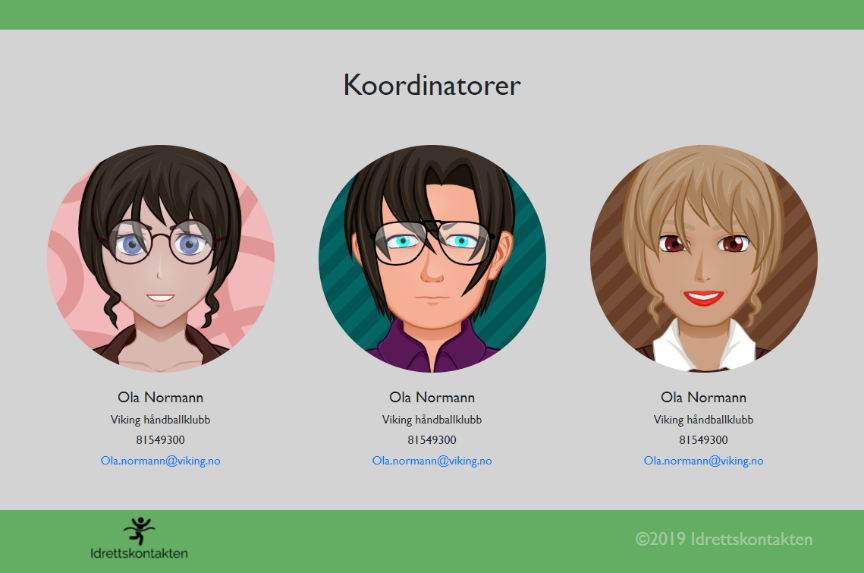 Koordinatorer
Ola Normann
Viking håndballklubb
81549300
Ola.normann@viking.no
Ola Normann
Viking håndballklubb
81549300
Ola.normann@viking.no
Ola Normann
Viking håndballklubb
81549300
Ola.normann@viking.no
Idrettskontakten
©2019 Idrettskontakten